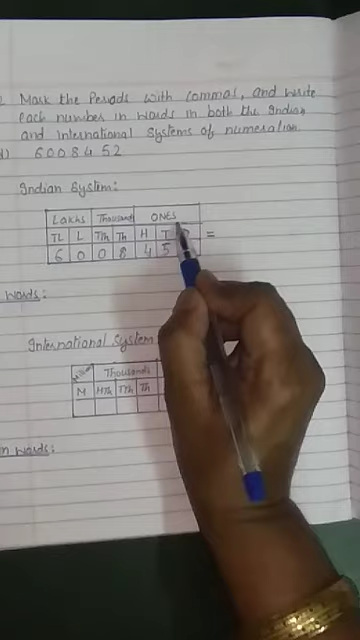 Mark the Periods with Commas, and write
each number in words in both the Indian
and International Systems of numeration.
6008452
Indian System:
Lakhs Thousand ONES
TL L TTh Th H T
6 0 0 8 4 5
=
words:
International System
Thousands
M HTh TTh Th
words: